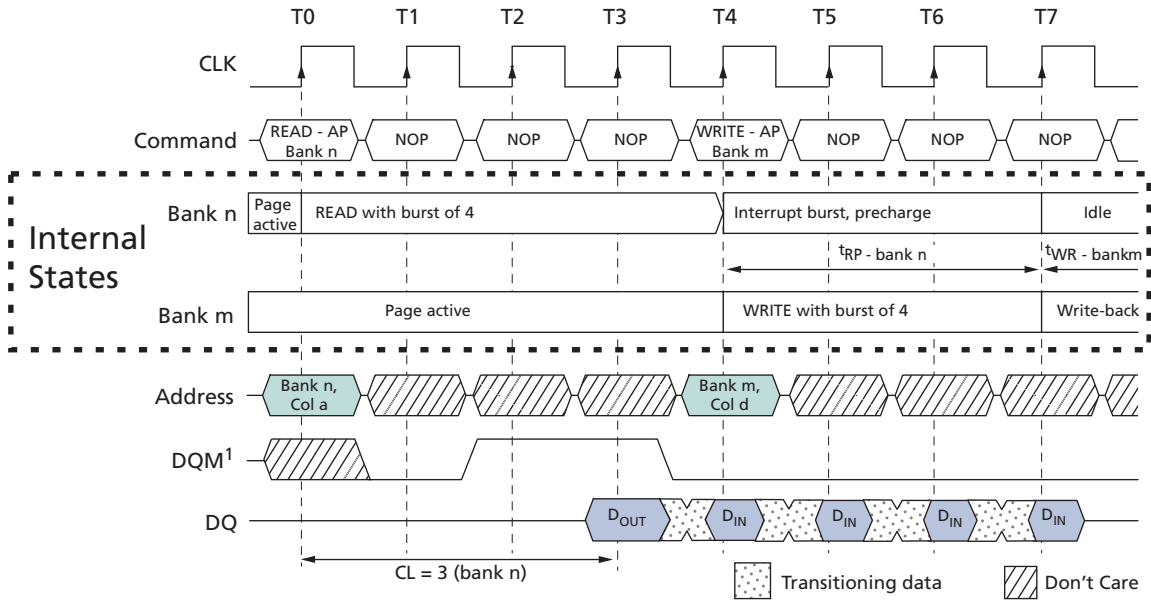 T0 T1 T2 T3 T4 T5 T6 T7
CLK
Command
READ - AP
Bank n
NOP
NOP
NOP
WRITE - AP
Bank m
NOP
NOP
NOP
Internal
States
Bank n
Page
active
READ with burst of 4
Interrupt burst, precharge
Idle
tRP - bank n
tWR - bankm
Bank m
Page active
WRITE with burst of 4
Write-back
Address
Bank n,
Col a
Bank m,
Col d
DQM1
DQ
DOUT
DIN
DIN
DIN
DIN
CL = 3 (bank n)
Transitioning data
Don't Care